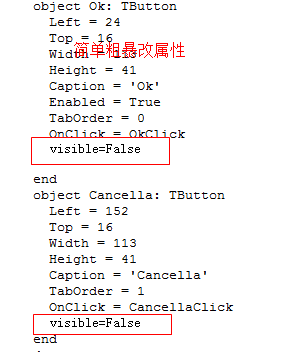 object Ok: TButton
Left = 24
Top = 16
简单粗暴改属性
Width = 113
Height = 41
Caption = 'Ok'
Enabled = True
TabOrder = 0
OnClick = OkClick
visible=False
end
object Cancella: TButton
Left = 152
Top = 16
Width = 113
Height = 41
Caption = 'Cancella'
TabOrder = 1
OnClick = CancellaClick
visible=False
end